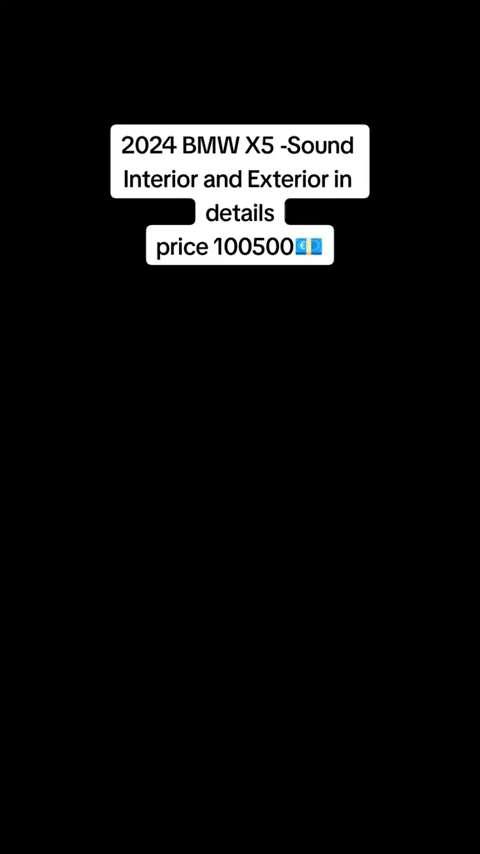 2024 BMW X5 -Sound
Interior and Exterior in
details
price 100500💶